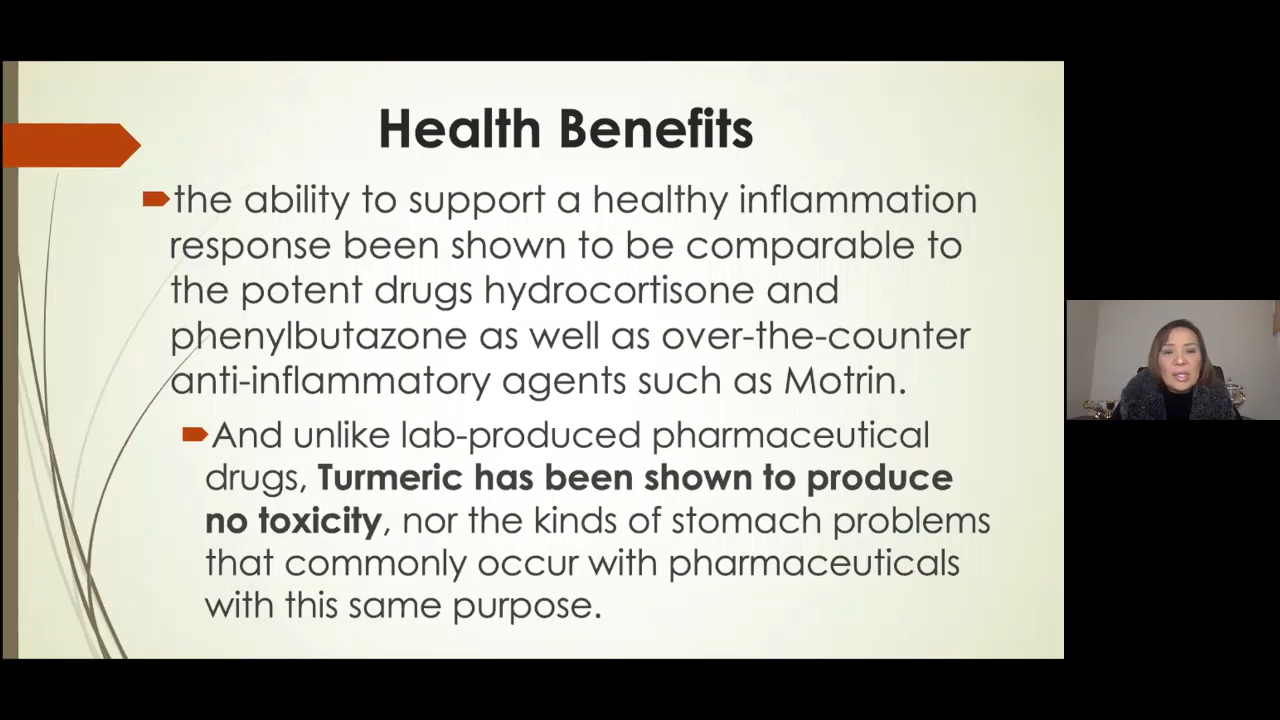 Health Benefits
the ability to support a healthy inflammation
response been shown to be comparable to
the potent drugs hydrocortisone and
phenylbutazone as well as over-the-counter
anti-inflammatory agents such as Motrin.
And unlike lab-produced pharmaceutical
drugs, Turmeric has been shown to produce
no toxicity, nor the kinds of stomach problems
that commonly occur with pharmaceuticals
with this same purpose.